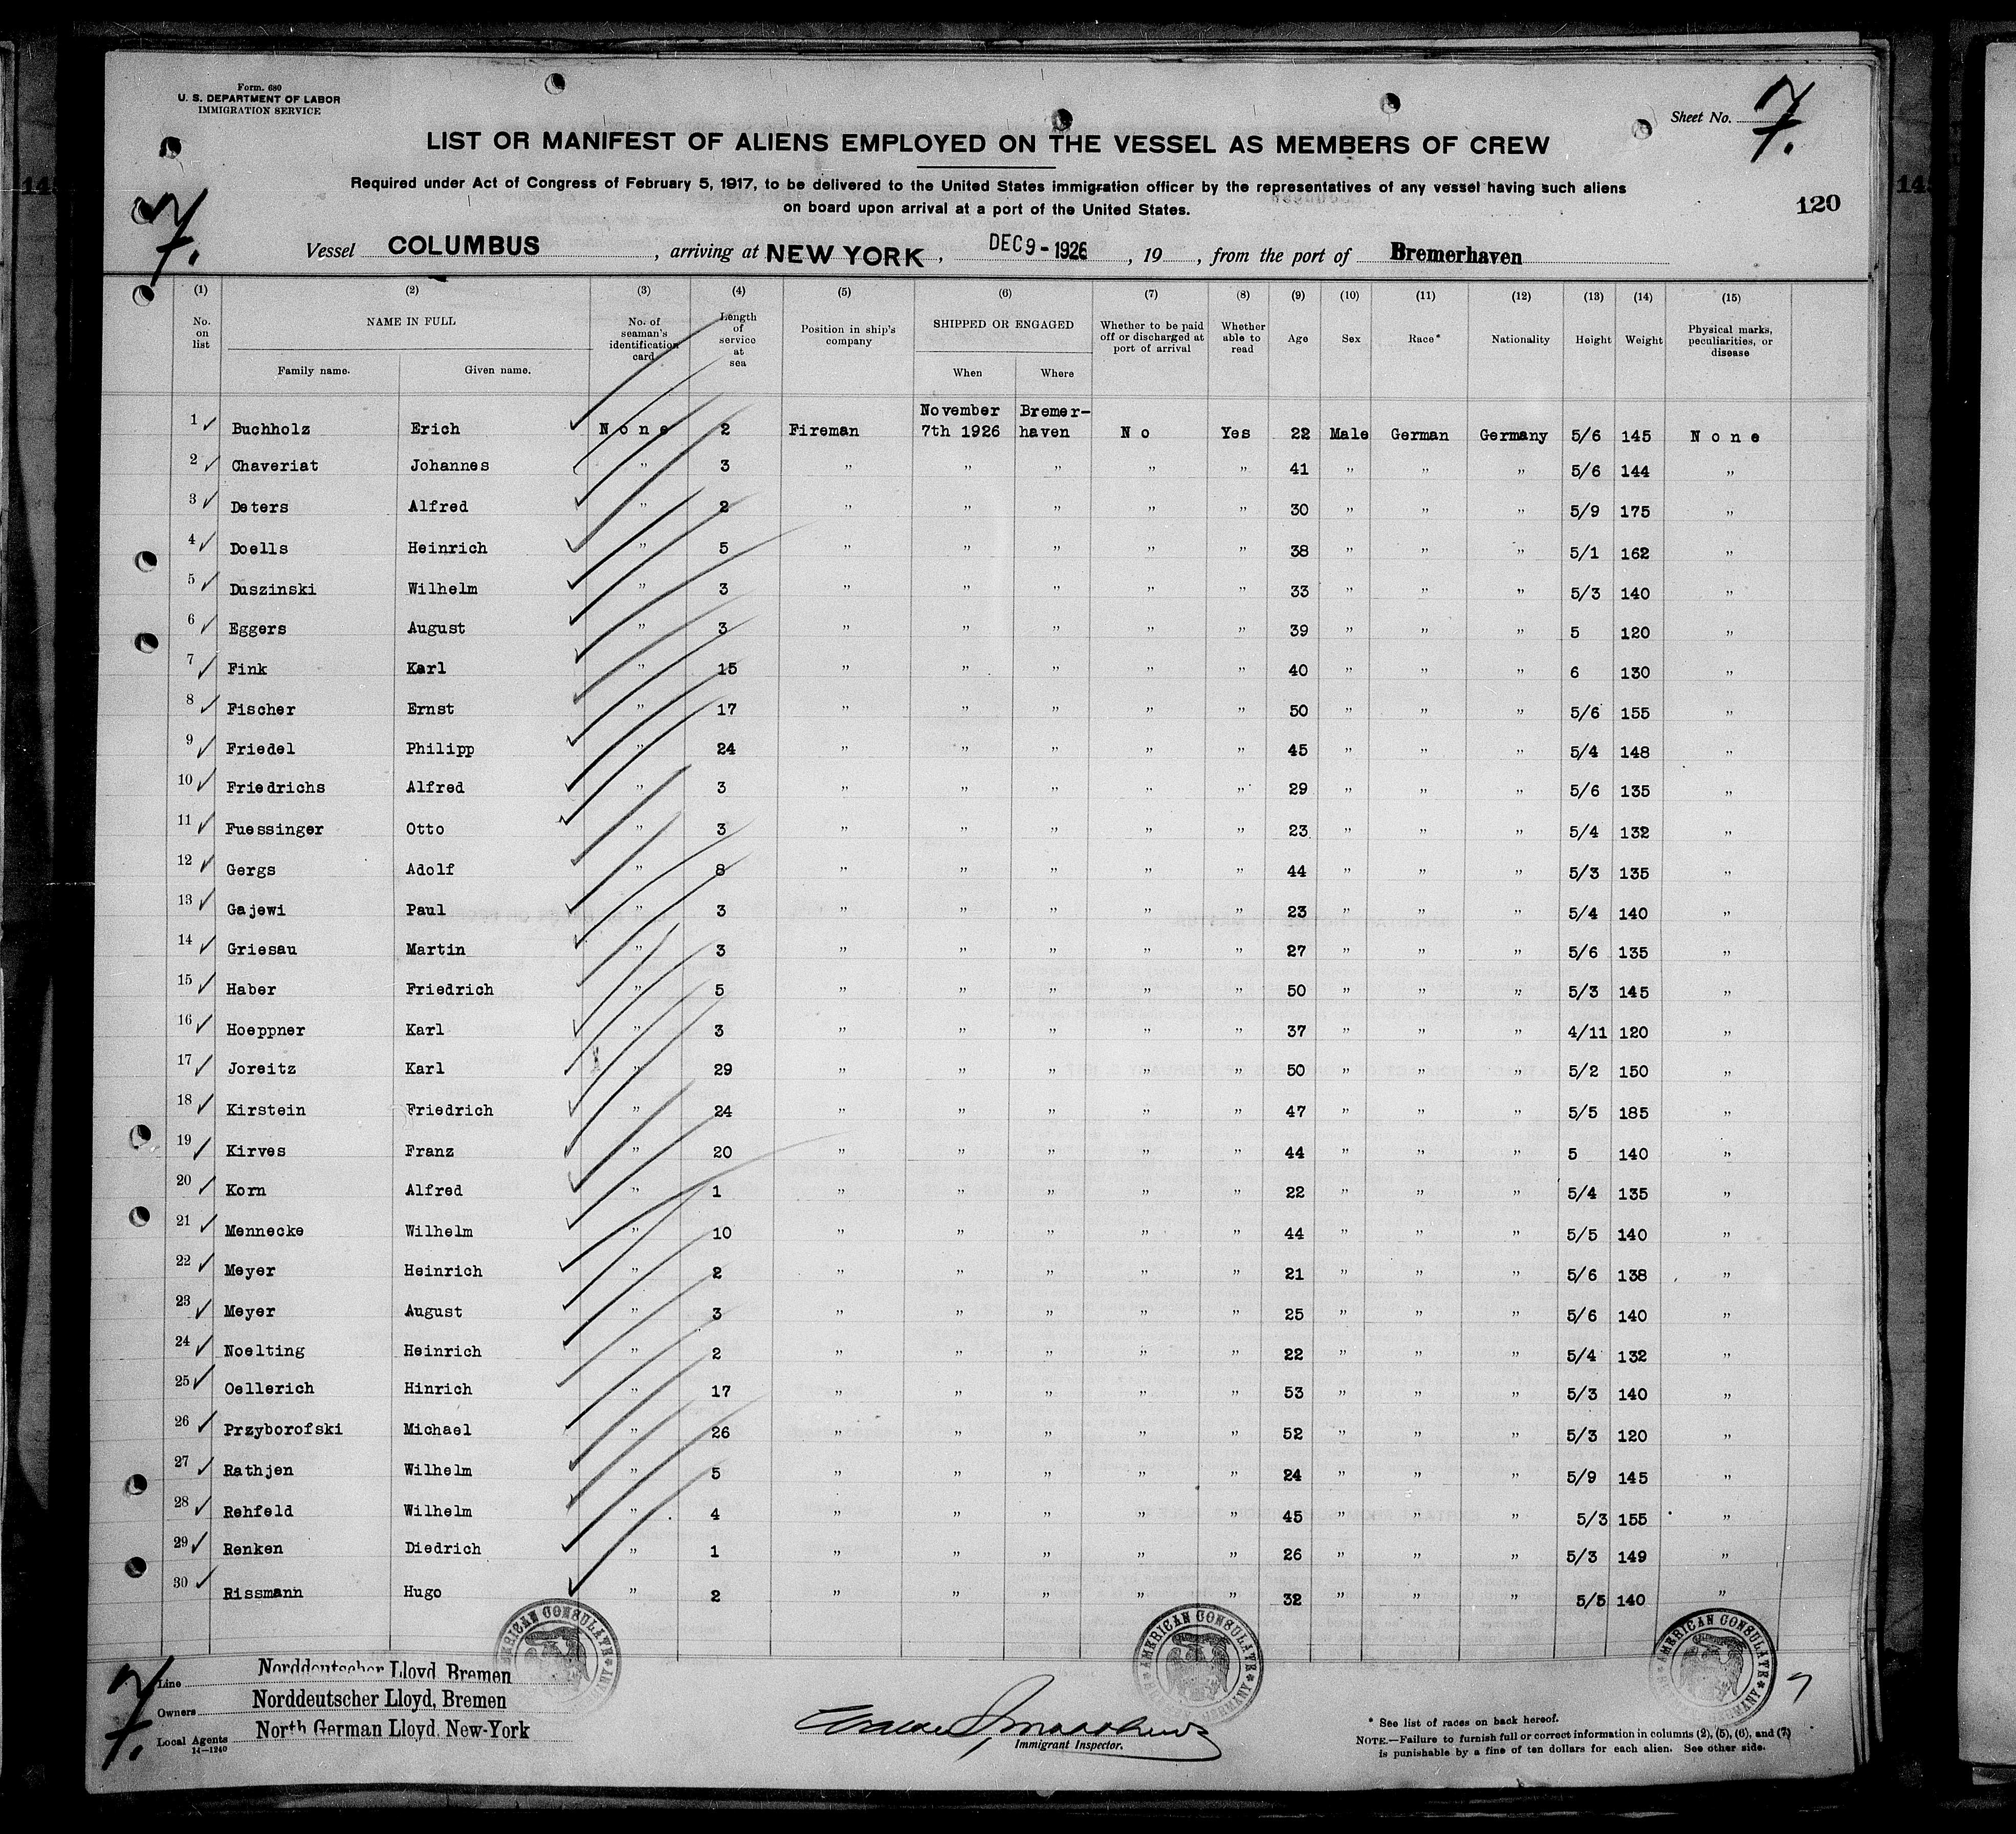 Form. 680
U. S. DEPARTMENT OF LABOR
IMMIGRATION SERVICE
Sheet No. 7.
LIST OR MANIFEST OF ALIENS EMPLOYED ON THE VESSEL AS MEMBERS OF CREW
Required under Act of Congress of February 5, 1917, to be delivered to the United States immigration officer by the representatives of any vessel having such aliens
on board upon arrival at a port of the United States.
120
7.
Vessel COLUMBUS, arriving at NEW YORK, DEC 9 - 1926, 19 , from the port of Bremerhaven
(1) (2) (3) (4) (5) (6) (7) (8) (9) (10) (11) (12) (13) (14) (15)
No. on list NAME IN FULL Family name. Given name. No. of seaman's identification card Length of service at sea Position in ship's company SHIPPED OR ENGAGED When Where Whether to be paid off or discharged at port of arrival Whether able to read Age Sex Race* Nationality Height Weight Physical marks, peculiarities, or disease
1 Buchholz Erich None 2 Fireman November 7th 1926 Bremer-haven No Yes 22 Male German Germany 5/6 145 None
2 Chaveriat Johannes " 3 " " " " " 41 " " " 5/6 144 "
3 Deters Alfred " 2 " " " " " 30 " " " 5/9 175 "
4 Doells Heinrich " 5 " " " " " 38 " " " 5/1 162 "
5 Duszinski Wilhelm " 3 " " " " " 33 " " " 5/3 140 "
6 Eggers August " 3 " " " " " 39 " " " 5 120 "
7 Fink Karl " 15 " " " " " 40 " " " 6 130 "
8 Fischer Ernst " 17 " " " " " 50 " " " 5/6 155 "
9 Friedel Philipp " 24 " " " " " 45 " " " 5/4 148 "
10 Friedrichs Alfred " 3 " " " " " 29 " " " 5/6 135 "
11 Fuessinger Otto " 3 " " " " " 23 " " " 5/4 132 "
12 Gergs Adolf " 8 " " " " " 44 " " " 5/3 135 "
13 Gajewi Paul " 3 " " " " " 23 " " " 5/4 140 "
14 Griesau Martin " 3 " " " " " 27 " " " 5/6 135 "
15 Haber Friedrich " 5 " " " " " 50 " " " 5/3 145 "
16 Hoeppner Karl " 3 " " " " " 37 " " " 4/11 120 "
17 Joreitz Karl " 29 " " " " " 50 " " " 5/2 150 "
18 Kirstein Friedrich " 24 " " " " " 47 " " " 5/5 185 "
19 Kirves Franz " 20 " " " " " 44 " " " 5 140 "
20 Korn Alfred " 1 " " " " " 22 " " " 5/4 135 "
21 Mennecke Wilhelm " 10 " " " " " 44 " " " 5/5 140 "
22 Meyer Heinrich " 2 " " " " " 21 " " " 5/6 138 "
23 Meyer August " 3 " " " " " 25 " " " 5/6 140 "
24 Noelting Heinrich " 2 " " " " " 22 " " " 5/4 132 "
25 Oellerich Hinrich " 17 " " " " " 53 " " " 5/3 140 "
26 Przyborofski Michael " 26 " " " " " 52 " " " 5/3 120 "
27 Rathjen Wilhelm " 5 " " " " " 24 " " " 5/9 145 "
28 Rehfeld Wilhelm " 4 " " " " " 45 " " " 5/3 155 "
29 Renken Diedrich " 1 " " " " " 26 " " " 5/3 149 "
30 Rissmann Hugo " 2 " " " " " 32 " " " 5/5 140 "
AMERICAN CONSULATE
AMERICAN CONSULATE
AMERICAN CONSULATE
7.
Line Norddeutscher Lloyd, Bremen
Owners Norddeutscher Lloyd, Bremen
Local Agents North German Lloyd, New-York
14—1240
Immigrant Inspector.
* See list of races on back hereof.
NOTE.—Failure to furnish full or correct information in columns (2), (5), (6), and (7)
is punishable by a fine of ten dollars for each alien. See other side.